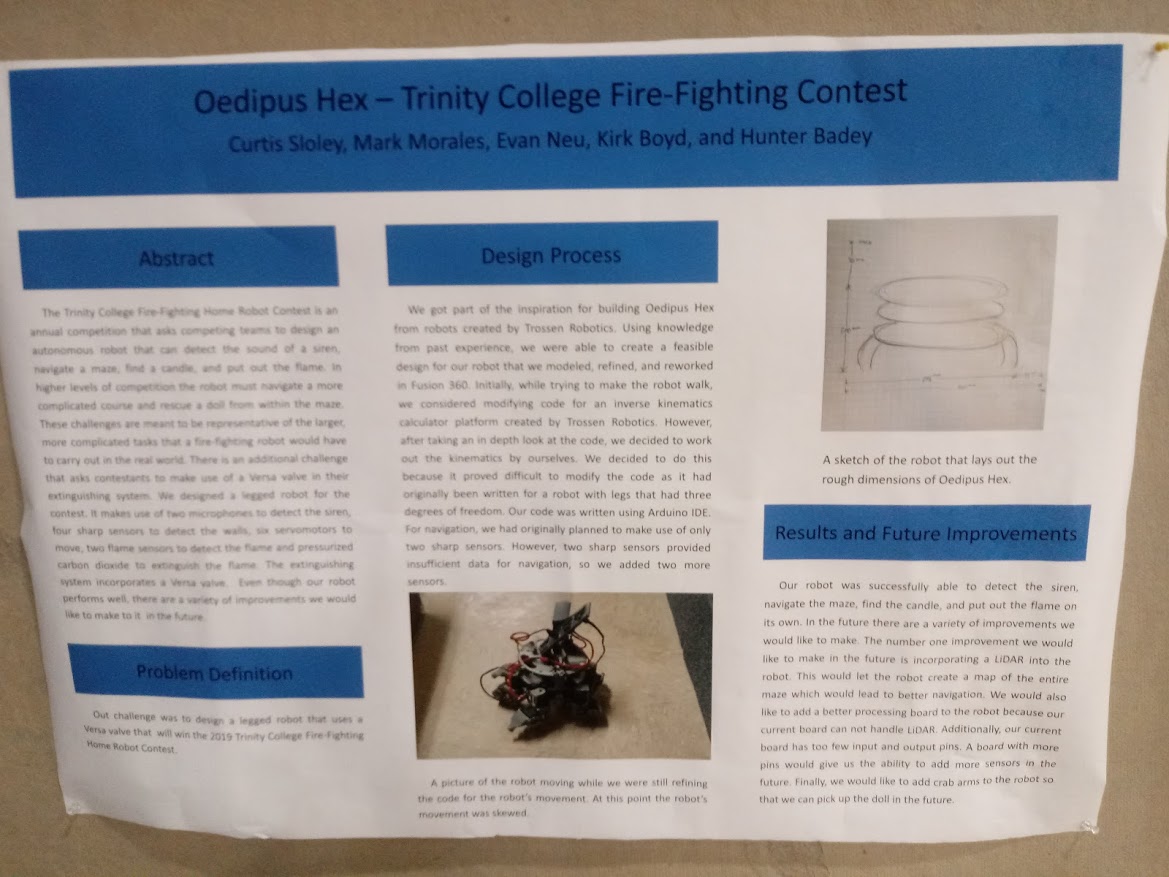 Oedipus Hex – Trinity College Fire-Fighting Contest
Curtis Sloley, Mark Morales, Evan Neu, Kirk Boyd, and Hunter Badey
Abstract
The Trinity College Fire-Fighting Home Robot Contest is an
annual competition that asks competing teams to design an
autonomous robot that can detect the sound of a siren,
navigate a maze, find a candle, and put out the flame. In
higher levels of competition the robot must navigate a more
complicated course and rescue a doll from within the maze.
These challenges are meant to be representative of the larger,
more complicated tasks that a fire-fighting robot would have
to carry out in the real world. There is an additional challenge
that asks contestants to make use of a Versa valve in their
extinguishing system. We designed a legged robot for the
contest. It makes use of two microphones to detect the siren,
four sharp sensors to detect the walls, six servomotors to
move, two flame sensors to detect the flame and pressurized
carbon dioxide to extinguish the flame. The extinguishing
system incorporates a Versa valve. Even though our robot
performs well, there are a variety of improvements we would
like to make to it in the future.
Problem Definition
Out challenge was to design a legged robot that uses a
Versa valve that will win the 2019 Trinity College Fire-Fighting
Home Robot Contest.
Design Process
We got part of the inspiration for building Oedipus Hex
from robots created by Trossen Robotics. Using knowledge
from past experience, we were able to create a feasible
design for our robot that we modeled, refined, and reworked
in Fusion 360. Initially, while trying to make the robot walk,
we considered modifying code for an inverse kinematics
calculator platform created by Trossen Robotics. However,
after taking an in depth look at the code, we decided to work
out the kinematics by ourselves. We decided to do this
because it proved difficult to modify the code as it had
originally been written for a robot with legs that had three
degrees of freedom. Our code was written using Arduino IDE.
For navigation, we had originally planned to make use of only
two sharp sensors. However, two sharp sensors provided
insufficient data for navigation, so we added two more
sensors.
A picture of the robot moving while we were still refining
the code for the robot's movement. At this point the robot's
movement was skewed.
A sketch of the robot that lays out the
rough dimensions of Oedipus Hex.
Results and Future Improvements
Our robot was successfully able to detect the siren,
navigate the maze, find the candle, and put out the flame on
its own. In the future there are a variety of improvements we
would like to make. The number one improvement we would
like to make in the future is incorporating a LiDAR into the
robot. This would let the robot create a map of the entire
maze which would lead to better navigation. We would also
like to add a better processing board to the robot because our
current board can not handle LiDAR. Additionally, our current
board has too few input and output pins. A board with more
pins would give us the ability to add more sensors in the
future. Finally, we would like to add crab arms to the robot so
that we can pick up the doll in the future.